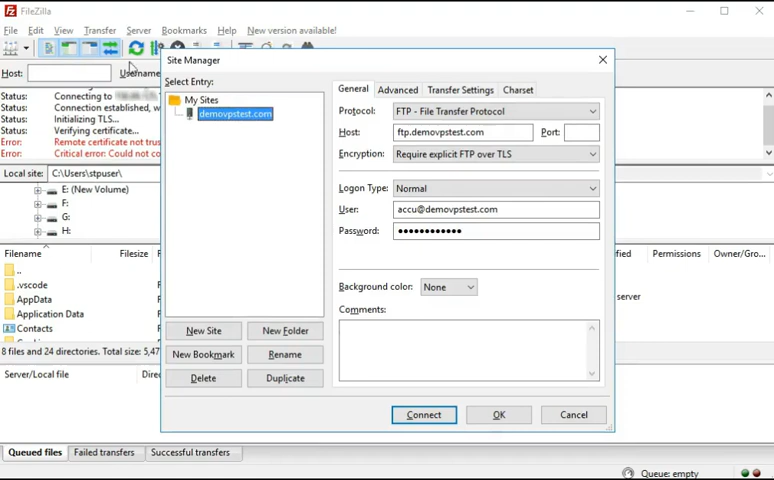 FileZilla
File Edit View Transfer Server Bookmarks Help New version available!
Host: Username
Status: Connecting to
Status: Connection established, w
Status: Initializing TLS...
Status: Verifying certificate...
Error: Remote certificate not trus
Error: Critical error: Could not co
Local site: C:\Users\stpuser\
E: (New Volume)
F:
G:
H:
Filename Filesize
..
.vscode
AppData
Application Data
Contacts
8 files and 24 directories. Total size: 5,47
Server/Local file Direc
Site Manager
Select Entry:
My Sites
demovpstest.com
New Site New Folder
New Bookmark Rename
Delete Duplicate
General Advanced Transfer Settings Charset
Protocol: FTP - File Transfer Protocol
Host: ftp.demovpstest.com Port:
Encryption: Require explicit FTP over TLS
Logon Type: Normal
User: accu@demovpstest.com
Password: ●●●●●●●●●●●●
Background color: None
Comments:
Connect OK Cancel
fied Permissions Owner/Gro...
server
Queued files Failed transfers Successful transfers
Queue: empty